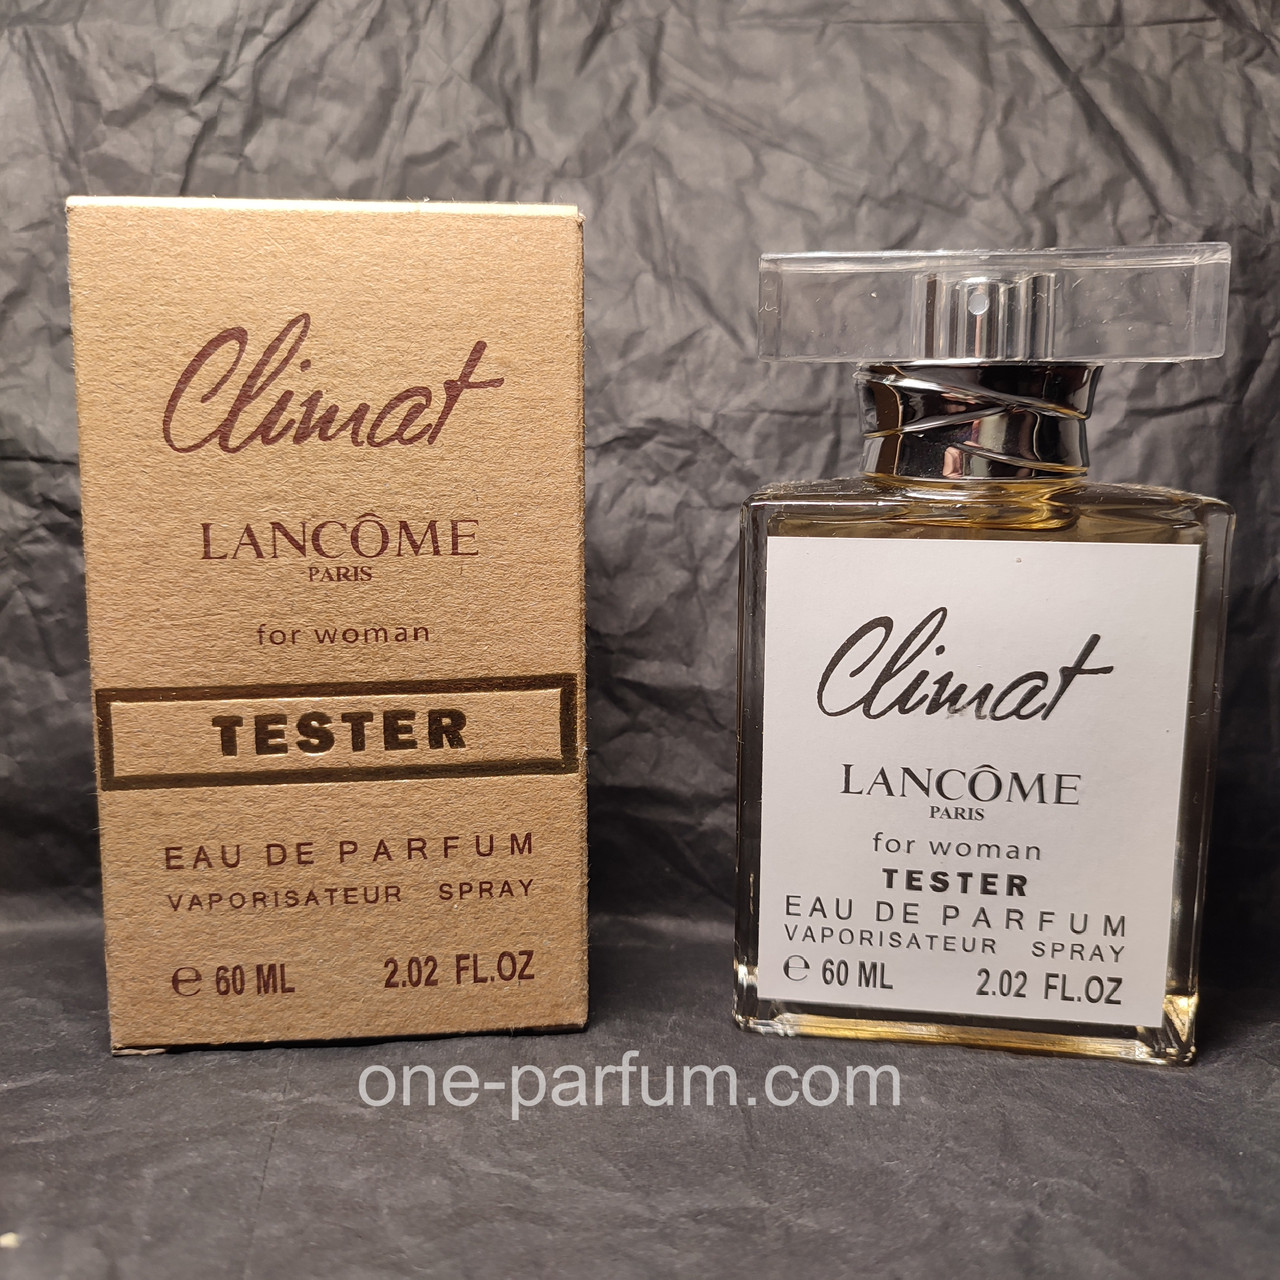 Climat
LANCÔME
PARIS
for woman
TESTER
EAU DE PARFUM
VAPORISATEUR SPRAY
℮ 60 ML 2.02 FL.OZ
Climat
LANCÔME
PARIS
for woman
TESTER
EAU DE PARFUM
VAPORISATEUR SPRAY
℮ 60 ML 2.02 FL.OZ
one-parfum.com